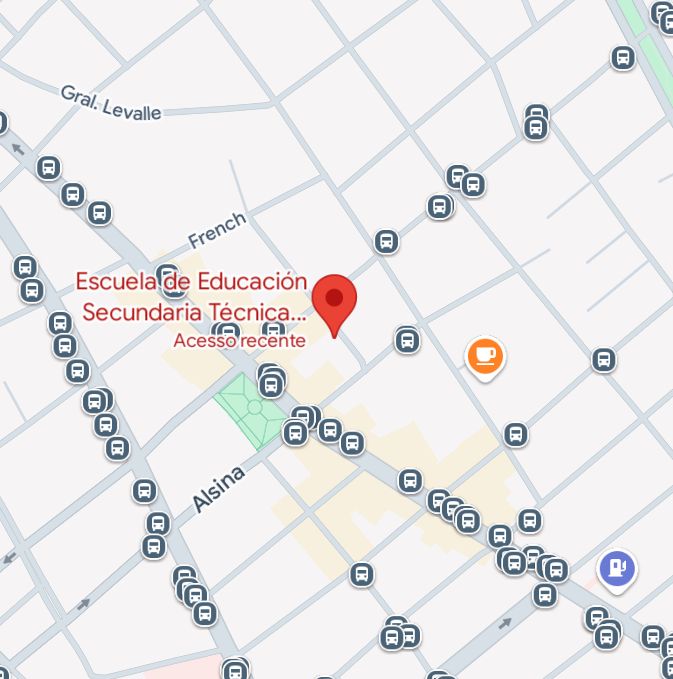 Gral. Levalle
French
Escuela de Educación
Secundaria Técnica...
Acesso recente
Alsina